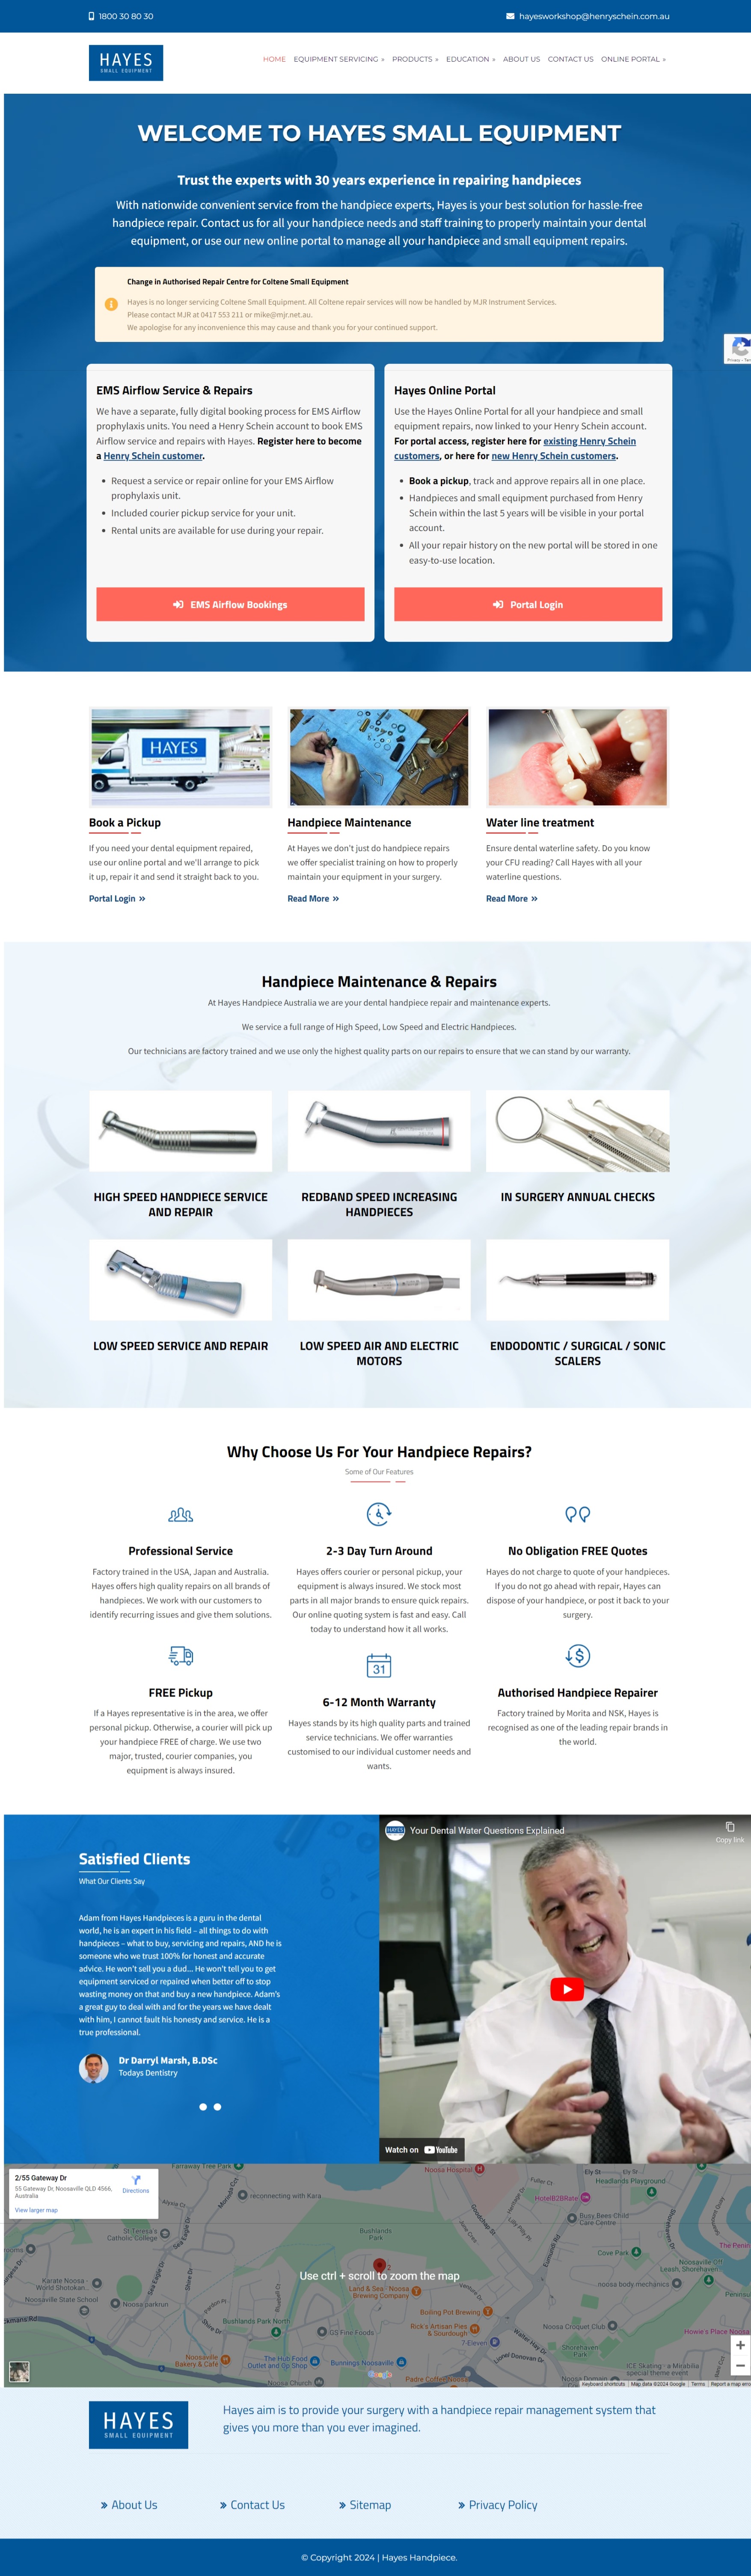 1800 30 80 30
hayesworkshop@henryschein.com.au
HAYES
SMALL EQUIPMENT
HOME EQUIPMENT SERVICING » PRODUCTS » EDUCATION » ABOUT US CONTACT US ONLINE PORTAL »
WELCOME TO HAYES SMALL EQUIPMENT
Trust the experts with 30 years experience in repairing handpieces
With nationwide convenient service from the handpiece experts, Hayes is your best solution for hassle-free
handpiece repair. Contact us for all your handpiece needs and staff training to properly maintain your dental
equipment, or use our new online portal to manage all your handpiece and small equipment repairs.
Change in Authorised Repair Centre for Coltene Small Equipment
Hayes is no longer servicing Coltene Small Equipment. All Coltene repair services will now be handled by MJR Instrument Services.
Please contact MJR at 0417 553 211 or mike@mjr.net.au.
We apologise for any inconvenience this may cause and thank you for your continued support.
EMS Airflow Service & Repairs
We have a separate, fully digital booking process for EMS Airflow
prophylaxis units. You need a Henry Schein account to book EMS
Airflow service and repairs with Hayes. Register here to become
a Henry Schein customer.
Request a service or repair online for your EMS Airflow
prophylaxis unit.
Included courier pickup service for your unit.
Rental units are available for use during your repair.
EMS Airflow Bookings
Hayes Online Portal
Use the Hayes Online Portal for all your handpiece and small
equipment repairs, now linked to your Henry Schein account.
For portal access, register here for existing Henry Schein
customers, or here for new Henry Schein customers.
Book a pickup, track and approve repairs all in one place.
Handpieces and small equipment purchased from Henry
Schein within the last 5 years will be visible in your portal
account.
All your repair history on the new portal will be stored in one
easy-to-use location.
Portal Login
HAYES
Book a Pickup
If you need your dental equipment repaired,
use our online portal and we'll arrange to pick
it up, repair it and send it straight back to you.
Portal Login »
Handpiece Maintenance
At Hayes we don't just do handpiece repairs
we offer specialist training on how to properly
maintain your equipment in your surgery.
Read More »
Water line treatment
Ensure dental waterline safety. Do you know
your CFU reading? Call Hayes with all your
waterline questions.
Read More »
Handpiece Maintenance & Repairs
At Hayes Handpiece Australia we are your dental handpiece repair and maintenance experts.
We service a full range of High Speed, Low Speed and Electric Handpieces.
Our technicians are factory trained and we use only the highest quality parts on our repairs to ensure that we can stand by our warranty.
HIGH SPEED HANDPIECE SERVICE
AND REPAIR
REDBAND SPEED INCREASING
HANDPIECES
IN SURGERY ANNUAL CHECKS
LOW SPEED SERVICE AND REPAIR
LOW SPEED AIR AND ELECTRIC
MOTORS
ENDODONTIC / SURGICAL / SONIC
SCALERS
Why Choose Us For Your Handpiece Repairs?
Some of Our Features
Professional Service
Factory trained in the USA, Japan and Australia.
Hayes offers high quality repairs on all brands of
handpieces. We work with our customers to
identify recurring issues and give them solutions.
2-3 Day Turn Around
Hayes offers courier or personal pickup, your
equipment is always insured. We stock most
parts in all major brands to ensure quick repairs.
Our online quoting system is fast and easy. Call
today to understand how it all works.
No Obligation FREE Quotes
Hayes do not charge to quote of your handpieces.
If you do not go ahead with repair, Hayes can
dispose of your handpiece, or post it back to your
surgery.
FREE Pickup
If a Hayes representative is in the area, we offer
personal pickup. Otherwise, a courier will pick up
your handpiece FREE of charge. We use two
major, trusted, courier companies, you
equipment is always insured.
31
6-12 Month Warranty
Hayes stands by its high quality parts and trained
service technicians. We offer warranties
customised to our individual customer needs and
wants.
Authorised Handpiece Repairer
Factory trained by Morita and NSK, Hayes is
recognised as one of the leading repair brands in
the world.
Satisfied Clients
What Our Clients Say
Adam from Hayes Handpieces is a guru in the dental
world, he is an expert in his field – all things to do with
handpieces – what to buy, servicing and repairs, AND he is
someone who we trust 100% for honest and accurate
advice. He won't sell you a dud... He won't tell you to get
equipment serviced or repaired when better off to stop
wasting money on that and buy a new handpiece. Adam's
a great guy to deal with and for the years we have dealt
with him, I cannot fault his honesty and service. He is a
true professional.
Dr Darryl Marsh, B.DSc
Todays Dentistry
HAYES
Your Dental Water Questions Explained
Copy link
Watch on YouTube
2/55 Gateway Dr
55 Gateway Dr, Noosaville QLD 4566,
Australia
Directions
View larger map
Farraway Tree Park
Noosa Hospital
reconnecting with Kara
St Teresa's
Catholic College
Bushlands
Park
HotelB2BRate
Headlands Playground
Busy Bees Child
Care Centre
Cove Park
Use ctrl + scroll to zoom the map
Karate Noosa -
World Shotokan...
Noosaville State School
Noosa parkrun
Land & Sea - Noosa
Brewing Company
noosa body mechanics
Bushlands Park North
GS Fine Foods
Boiling Pot Brewing
Rick's Artisan Pies
& Sourdough
7-Eleven
Noosa Croquet Club
Howie's Place Noosa
Shorehaven
Park
Noosaville
Bakery & Café
The Hub Food
Outlet and Op Shop
Bunnings Noosaville
Lionel Donovan Dr
Walter Hay Dr
ICE Skating - a Mirabilia
special theme event
Noosa Church
Google
Keyboard shortcuts Map data ©2024 Google Terms Report a map error
HAYES
SMALL EQUIPMENT
Hayes aim is to provide your surgery with a handpiece repair management system that
gives you more than you ever imagined.
» About Us » Contact Us » Sitemap » Privacy Policy
© Copyright 2024 | Hayes Handpiece.